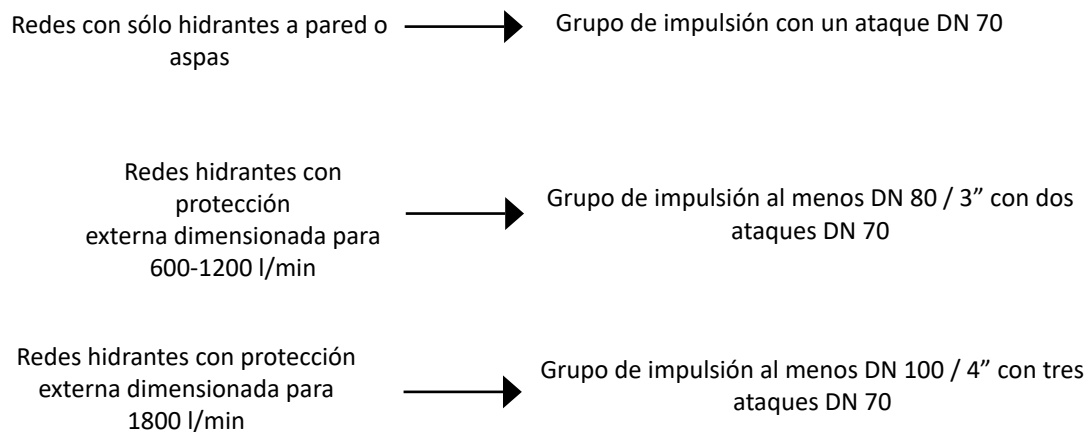 Redes con sólo hidrantes a pared o
aspas
Grupo de impulsión con un ataque DN 70
Redes hidrantes con
protección
externa dimensionada para
600-1200 l/min
Grupo de impulsión al menos DN 80 / 3” con dos
ataques DN 70
Redes hidrantes con protección
externa dimensionada para
1800 l/min
Grupo de impulsión al menos DN 100 / 4” con tres
ataques DN 70